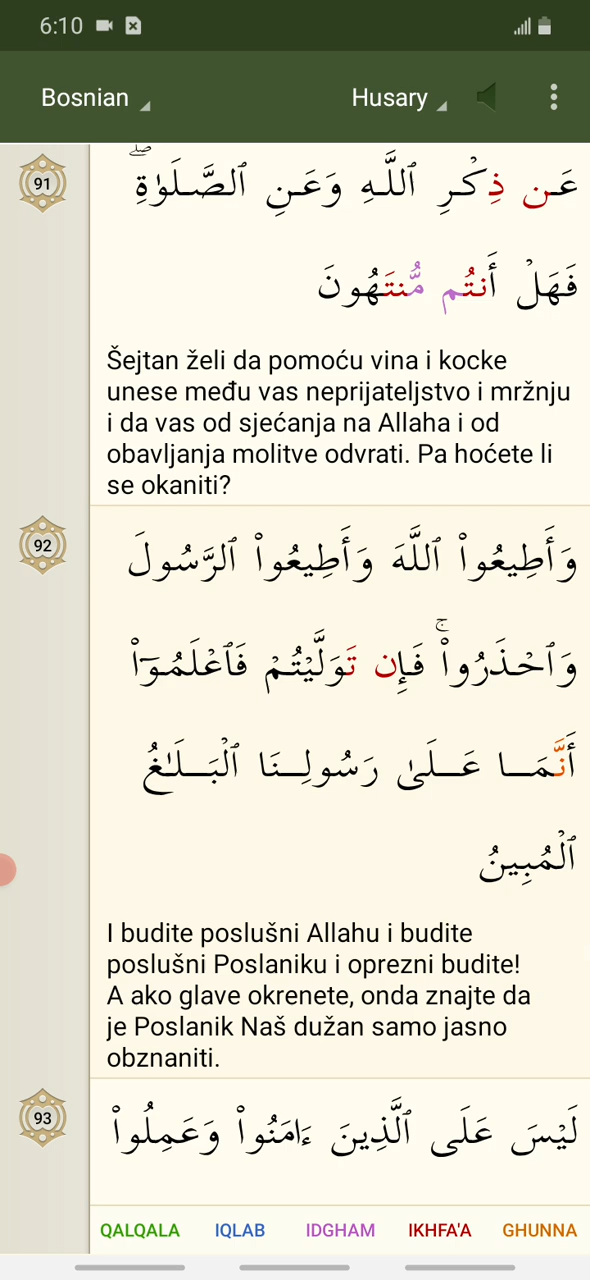 6:10
Bosnian
Husary
91
عَن ذِكْرِ ٱللَّهِ وَعَنِ ٱلصَّلَوٰةِ ۖ
فَهَلْ أَنتُم مُّنتَهُونَ
Šejtan želi da pomoću vina i kocke
unese među vas neprijateljstvo i mržnju
i da vas od sjećanja na Allaha i od
obavljanja molitve odvrati. Pa hoćete li
se okaniti?
92
وَأَطِيعُوا۟ ٱللَّهَ وَأَطِيعُوا۟ ٱلرَّسُولَ
وَٱحْذَرُوا۟ ۚ فَإِن تَوَلَّيْتُمْ فَٱعْلَمُوٓا۟
أَنَّمَا عَلَىٰ رَسُولِنَا ٱلْبَلَـٰغُ
ٱلْمُبِينُ
I budite poslušni Allahu i budite
poslušni Poslaniku i oprezni budite!
A ako glave okrenete, onda znajte da
je Poslanik Naš dužan samo jasno
obznaniti.
93
لَيْسَ عَلَى ٱلَّذِينَ ءَامَنُوا۟ وَعَمِلُوا۟
QALQALA IQLAB IDGHAM IKHFA'A GHUNNA